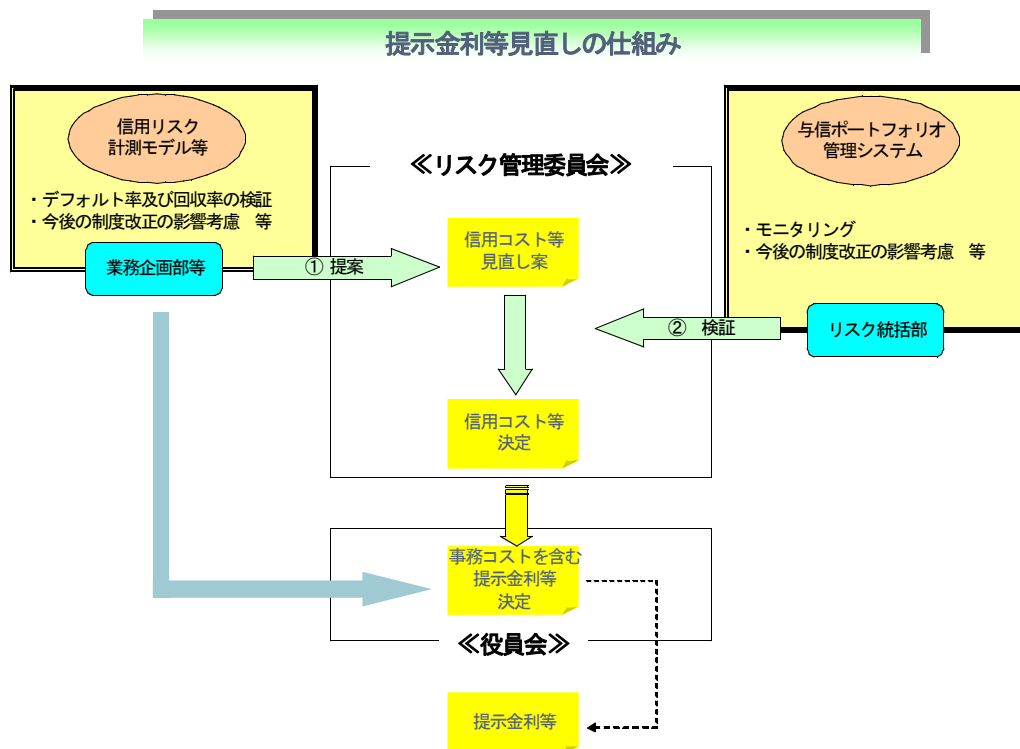 提示金利等見直しの仕組み
信用リスク
計測モデル等
・デフォルト率及び回収率の検証
・今後の制度改正の影響考慮　等
業務企画部等
① 提案
≪リスク管理委員会≫
信用コスト等
見直し案
与信ポートフォリオ
管理システム
・モニタリング
・今後の制度改正の影響考慮　等
②　検証
リスク統括部
信用コスト等
決定
事務コストを含む
提示金利等
決定
≪役員会≫
提示金利等